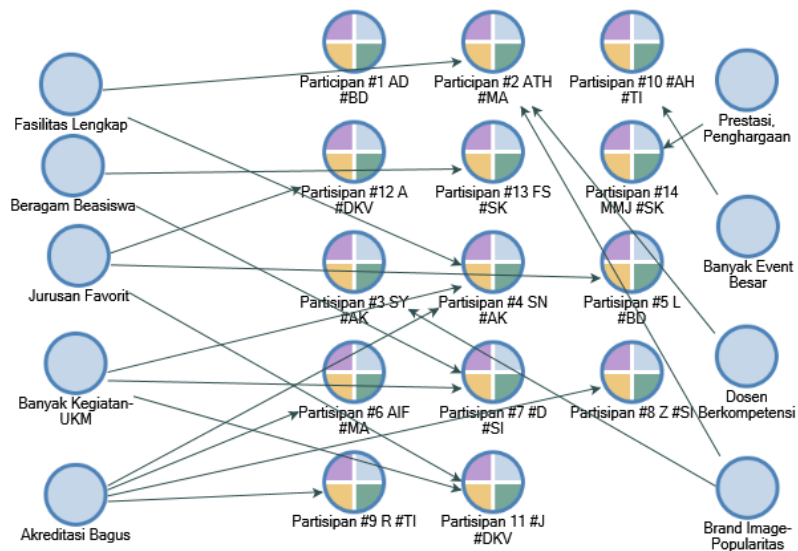 Participan #1 AD
#BD
Participan #2 ATH
#MA
Partisipan #10 #AH
#TI
Fasilitas Lengkap
Prestasi,
Penghargaan
Beragam Beasiswa
Partisipan #12 A
#DKV
Partisipan #13 FS
#SK
Partisipan #14
MMJ #SK
Jurusan Favorit
Banyak Event
Besar
Partisipan #3 SY
#AK
Partisipan #4 SN
#AK
Partisipan #5 L
#BD
Banyak Kegiatan-
UKM
Partisipan #6 AIF
#MA
Partisipan #7 #D
#SI
Partisipan #8 Z #SI
Dosen
Berkompetensi
Akreditasi Bagus
Partisipan #9 R #TI
Partisipan 11 #J
#DKV
Brand Image-
Popularitas